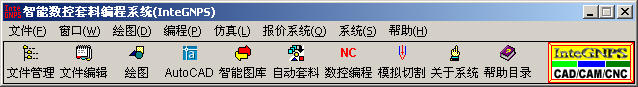 智能数控套料编程系统(InteGNPS)
文件(F) 窗口(W) 绘图(D) 编程(P) 仿真(L) 报价系统(Q) 系统(S) 帮助(H)
NC
文件管理 文件编辑 绘图 AutoCAD 智能图库 自动套料 数控编程 模拟切割 关于系统 帮助目录
InteGNPS
CAD/CAM/CNC